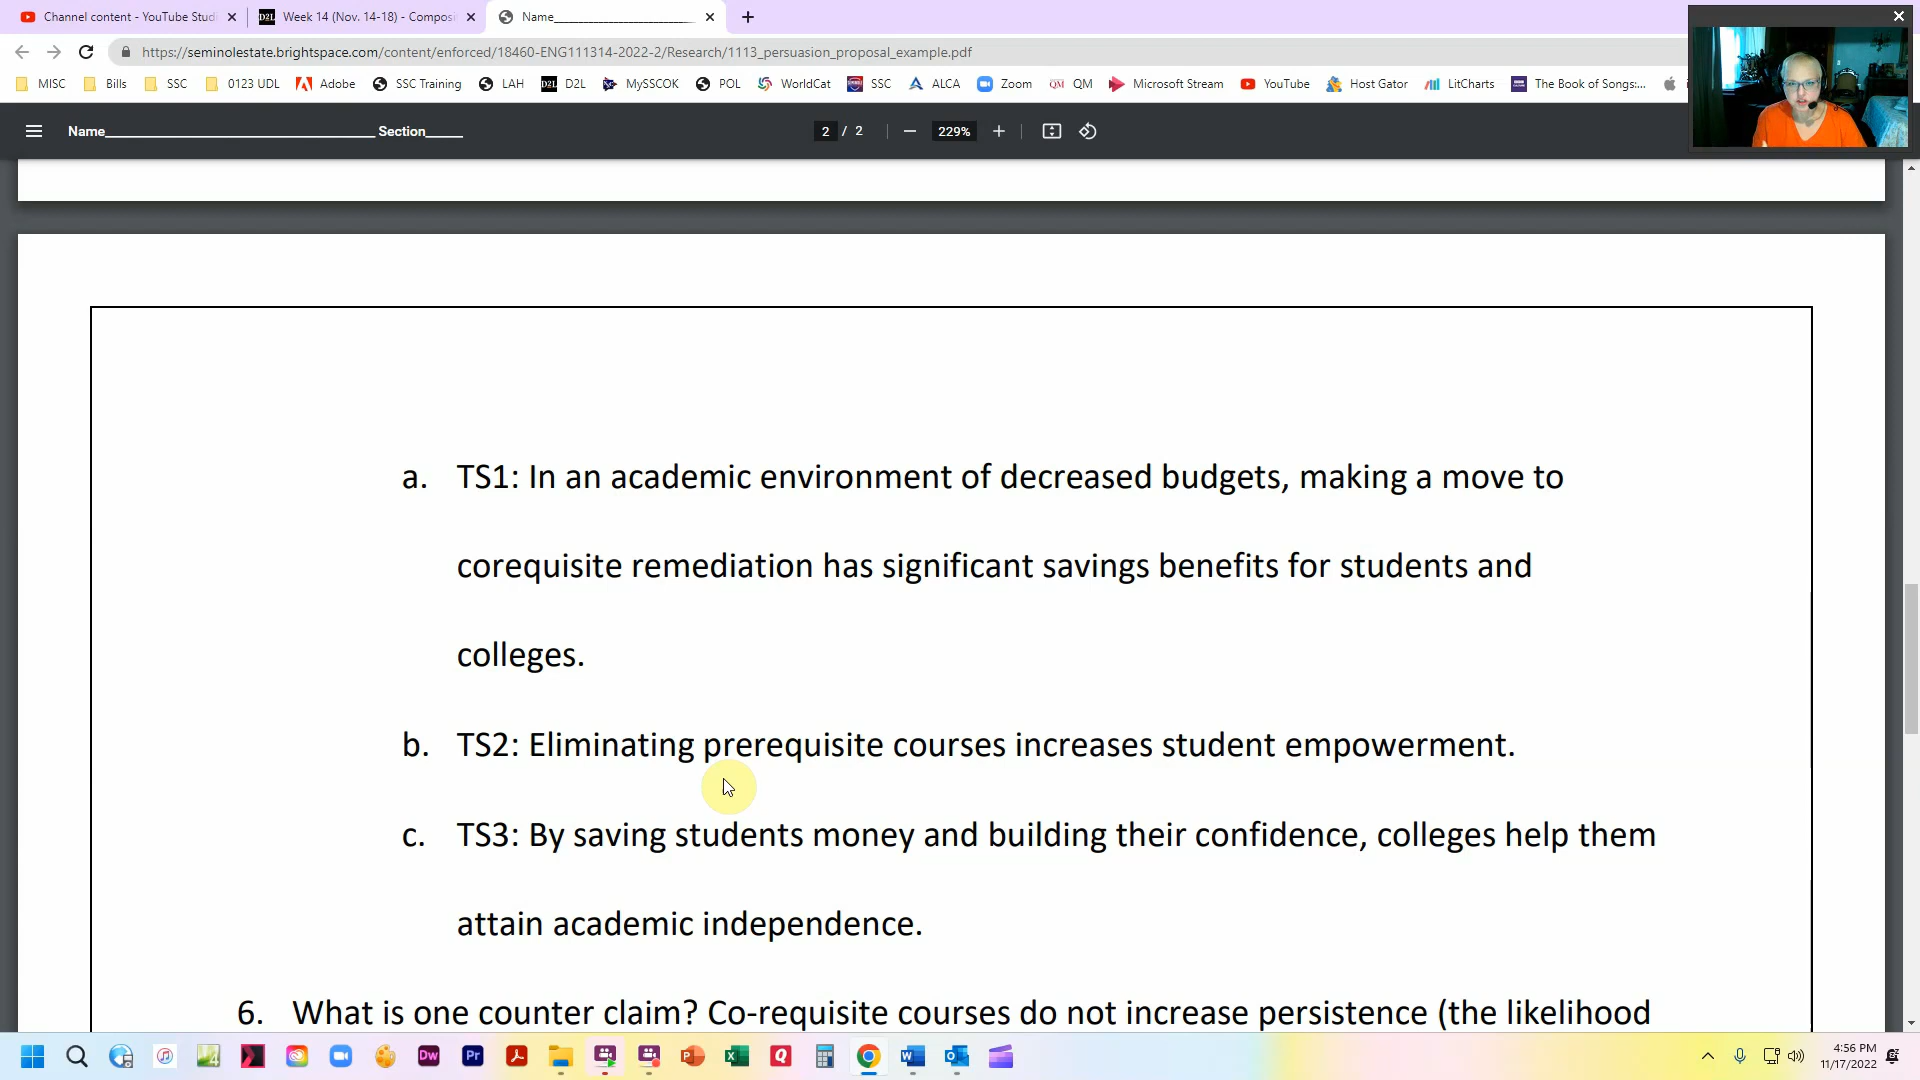 Channel content - YouTube Studi
Week 14 (Nov. 14-18) - Composi
Name
https://seminolestate.brightspace.com/content/enforced/18460-ENG111314-2022-2/Research/1113_persuasion_proposal_example.pdf
MISC Bills SSC 0123 UDL Adobe SSC Training LAH D2L MySSCOK POL WorldCat SSC ALCA Zoom QM Microsoft Stream YouTube Host Gator LitCharts The Book of Songs:...
Name Section
2 / 2 229%
a. TS1: In an academic environment of decreased budgets, making a move to
corequisite remediation has significant savings benefits for students and
colleges.
b. TS2: Eliminating prerequisite courses increases student empowerment.
c. TS3: By saving students money and building their confidence, colleges help them
attain academic independence.
6. What is one counter claim? Co-requisite courses do not increase persistence (the likelihood
4:56 PM
11/17/2022